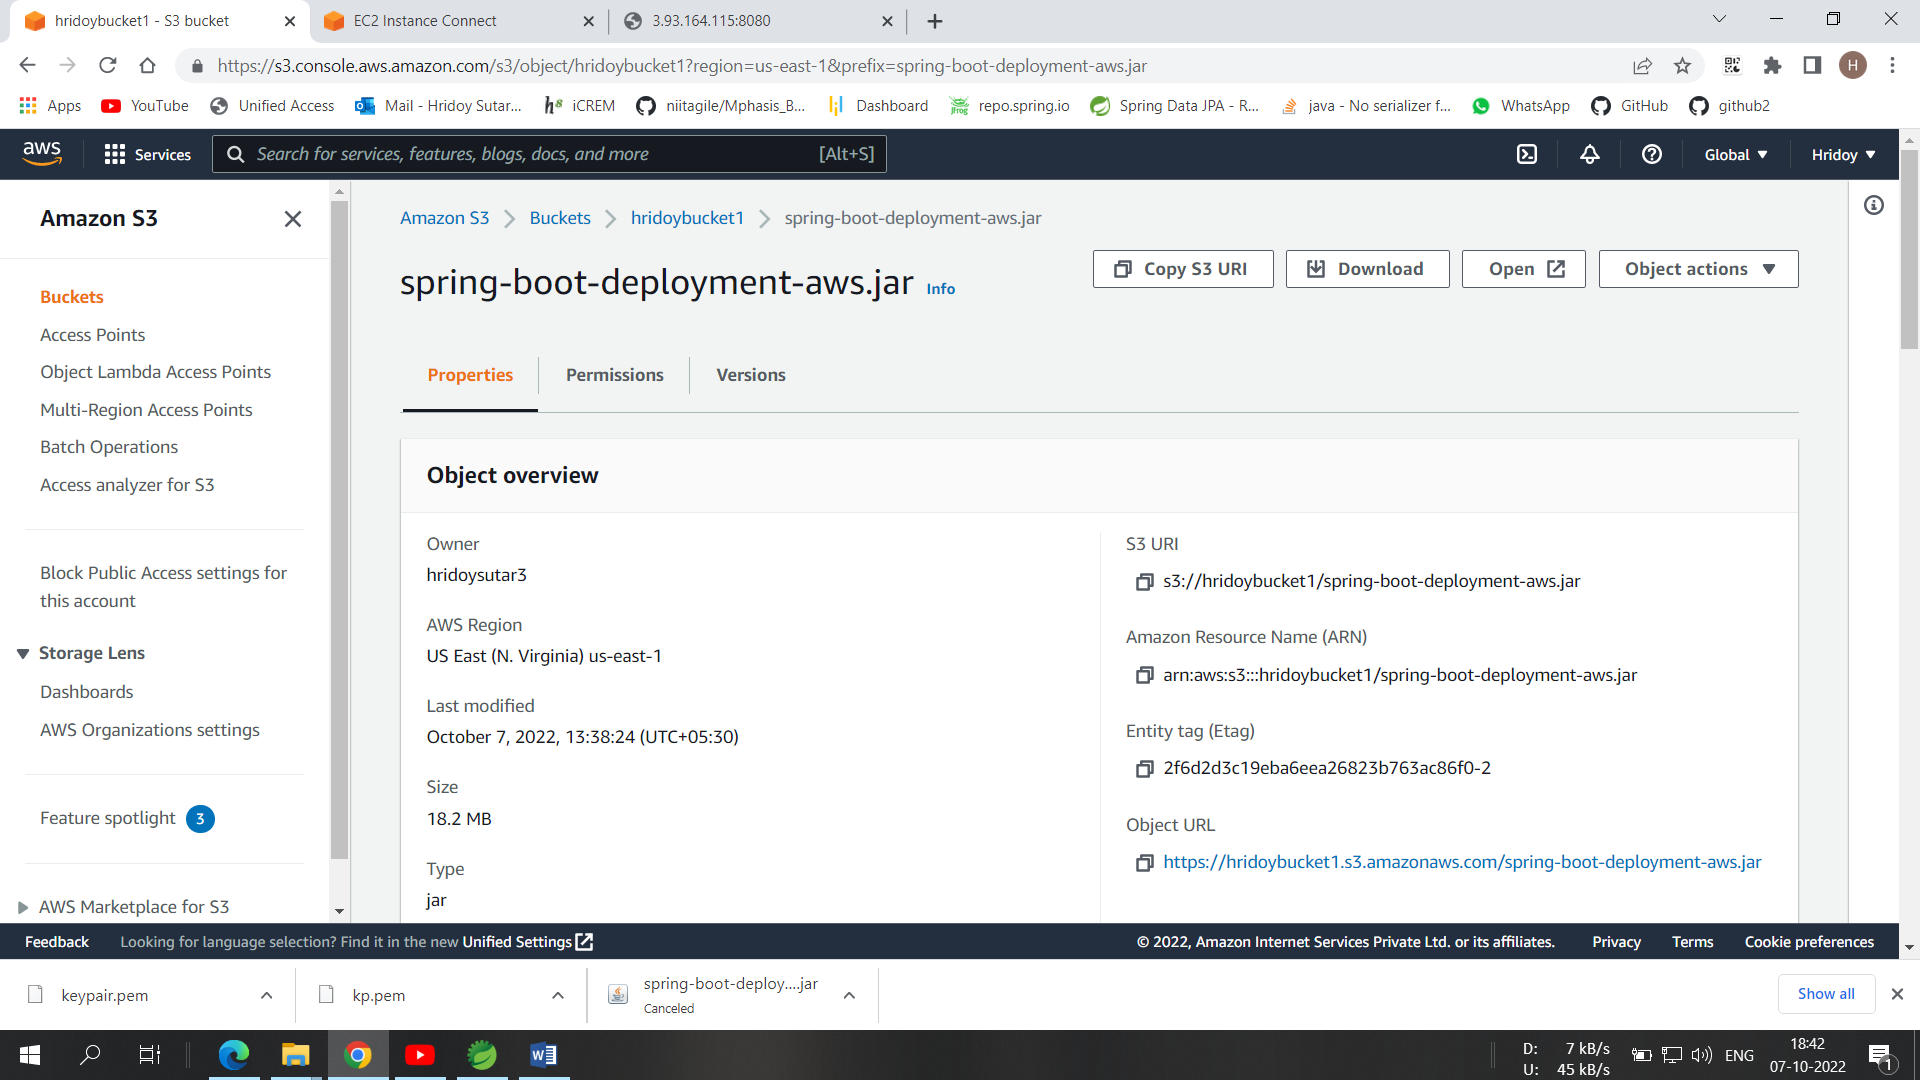 hridoybucket1 - S3 bucket
EC2 Instance Connect
3.93.164.115:8080
https://s3.console.aws.amazon.com/s3/object/hridoybucket1?region=us-east-1&prefix=spring-boot-deployment-aws.jar
H
Apps
YouTube
Unified Access
Mail - Hridoy Sutar...
iCREM
niitagile/Mphasis_B...
Dashboard
repo.spring.io
Spring Data JPA - R...
java - No serializer f...
WhatsApp
GitHub
github2
aws
Services
Search for services, features, blogs, docs, and more
[Alt+S]
Global
Hridoy
Amazon S3
Buckets
Access Points
Object Lambda Access Points
Multi-Region Access Points
Batch Operations
Access analyzer for S3
Block Public Access settings for
this account
Storage Lens
Dashboards
AWS Organizations settings
Feature spotlight 3
AWS Marketplace for S3
Amazon S3
Buckets
hridoybucket1
spring-boot-deployment-aws.jar
spring-boot-deployment-aws.jar Info
Copy S3 URI
Download
Open
Object actions
Properties
Permissions
Versions
Object overview
Owner
hridoysutar3
AWS Region
US East (N. Virginia) us-east-1
Last modified
October 7, 2022, 13:38:24 (UTC+05:30)
Size
18.2 MB
Type
jar
S3 URI
s3://hridoybucket1/spring-boot-deployment-aws.jar
Amazon Resource Name (ARN)
arn:aws:s3:::hridoybucket1/spring-boot-deployment-aws.jar
Entity tag (Etag)
2f6d2d3c19eba6eea26823b763ac86f0-2
Object URL
https://hridoybucket1.s3.amazonaws.com/spring-boot-deployment-aws.jar
Feedback
Looking for language selection? Find it in the new Unified Settings
© 2022, Amazon Internet Services Private Ltd. or its affiliates.
Privacy
Terms
Cookie preferences
keypair.pem
kp.pem
spring-boot-deploy....jar
Canceled
Show all
D: 7 kB/s
U: 45 kB/s
ENG
18:42
07-10-2022
1